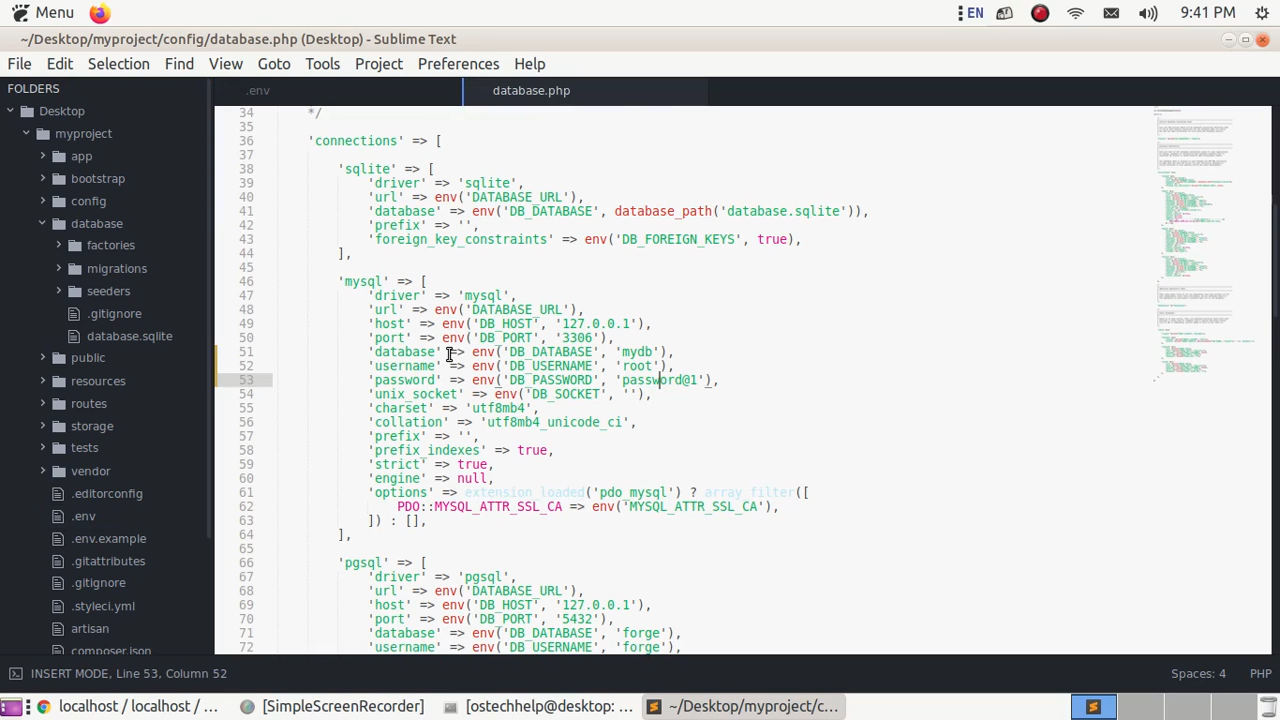 Menu
EN
9:41 PM
~/Desktop/myproject/config/database.php (Desktop) - Sublime Text
File Edit Selection Find View Goto Tools Project Preferences Help
FOLDERS
Desktop
myproject
app
bootstrap
config
database
factories
migrations
seeders
.gitignore
database.sqlite
public
resources
routes
storage
tests
vendor
.editorconfig
.env
.env.example
.gitattributes
.gitignore
.styleci.yml
artisan
composer.json
.env
database.php
34 */
35
36 'connections' => [
37
38 'sqlite' => [
39 'driver' => 'sqlite',
40 'url' => env('DATABASE_URL'),
41 'database' => env('DB_DATABASE', database_path('database.sqlite')),
42 'prefix' => '',
43 'foreign_key_constraints' => env('DB_FOREIGN_KEYS', true),
44 ],
45
46 'mysql' => [
47 'driver' => 'mysql',
48 'url' => env('DATABASE_URL'),
49 'host' => env('DB_HOST', '127.0.0.1'),
50 'port' => env('DB_PORT', '3306'),
51 'database' => env('DB_DATABASE', 'mydb'),
52 'username' => env('DB_USERNAME', 'root'),
53 'password' => env('DB_PASSWORD', 'password@1'),
54 'unix_socket' => env('DB_SOCKET', ''),
55 'charset' => 'utf8mb4',
56 'collation' => 'utf8mb4_unicode_ci',
57 'prefix' => '',
58 'prefix_indexes' => true,
59 'strict' => true,
60 'engine' => null,
61 'options' => extension_loaded('pdo_mysql') ? array_filter([
62 PDO::MYSQL_ATTR_SSL_CA => env('MYSQL_ATTR_SSL_CA'),
63 ]) : [],
64 ],
65
66 'pgsql' => [
67 'driver' => 'pgsql',
68 'url' => env('DATABASE_URL'),
69 'host' => env('DB_HOST', '127.0.0.1'),
70 'port' => env('DB_PORT', '5432'),
71 'database' => env('DB_DATABASE', 'forge'),
72 'username' => env('DB_USERNAME', 'forge'),
INSERT MODE, Line 53, Column 52
Spaces: 4
PHP
localhost / localhost / ...
[SimpleScreenRecorder]
[ostechhelp@desktop: ...
~/Desktop/myproject/c...